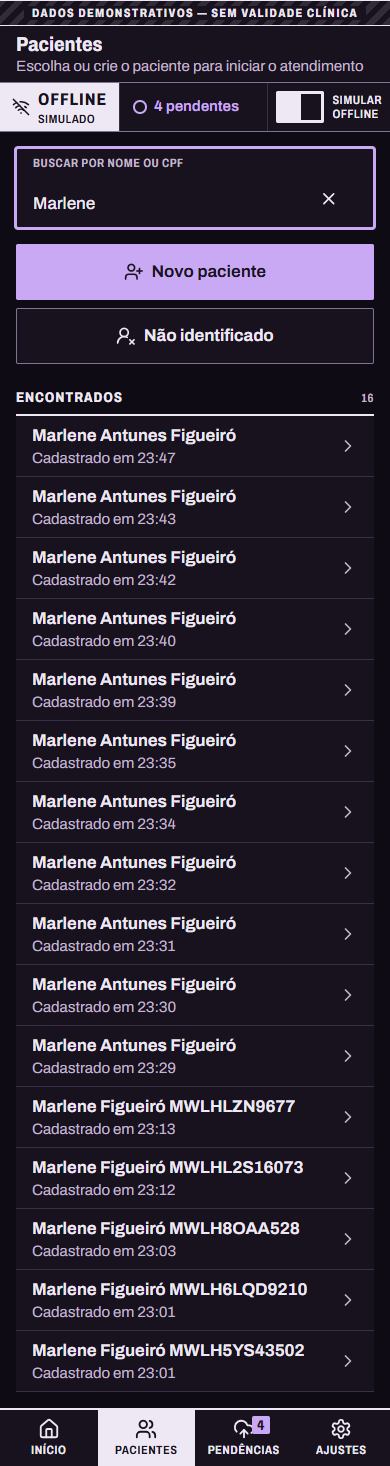 DADOS DEMONSTRATIVOS — SEM VALIDADE CLÍNICA
Pacientes
Escolha ou crie o paciente para iniciar o atendimento
OFFLINE
SIMULADO
4 pendentes
SIMULAR
OFFLINE
BUSCAR POR NOME OU CPF
Marlene
Novo paciente
Não identificado
ENCONTRADOS 16
Marlene Antunes Figueiró
Cadastrado em 23:47
Marlene Antunes Figueiró
Cadastrado em 23:43
Marlene Antunes Figueiró
Cadastrado em 23:42
Marlene Antunes Figueiró
Cadastrado em 23:40
Marlene Antunes Figueiró
Cadastrado em 23:39
Marlene Antunes Figueiró
Cadastrado em 23:35
Marlene Antunes Figueiró
Cadastrado em 23:34
Marlene Antunes Figueiró
Cadastrado em 23:32
Marlene Antunes Figueiró
Cadastrado em 23:31
Marlene Antunes Figueiró
Cadastrado em 23:30
Marlene Antunes Figueiró
Cadastrado em 23:29
Marlene Figueiró MWLHLZN9677
Cadastrado em 23:13
Marlene Figueiró MWLHL2S16073
Cadastrado em 23:12
Marlene Figueiró MWLH8OAA528
Cadastrado em 23:03
Marlene Figueiró MWLH6LQD9210
Cadastrado em 23:01
Marlene Figueiró MWLH5YS43502
Cadastrado em 23:01
INÍCIO
PACIENTES
4
PENDÊNCIAS
AJUSTES